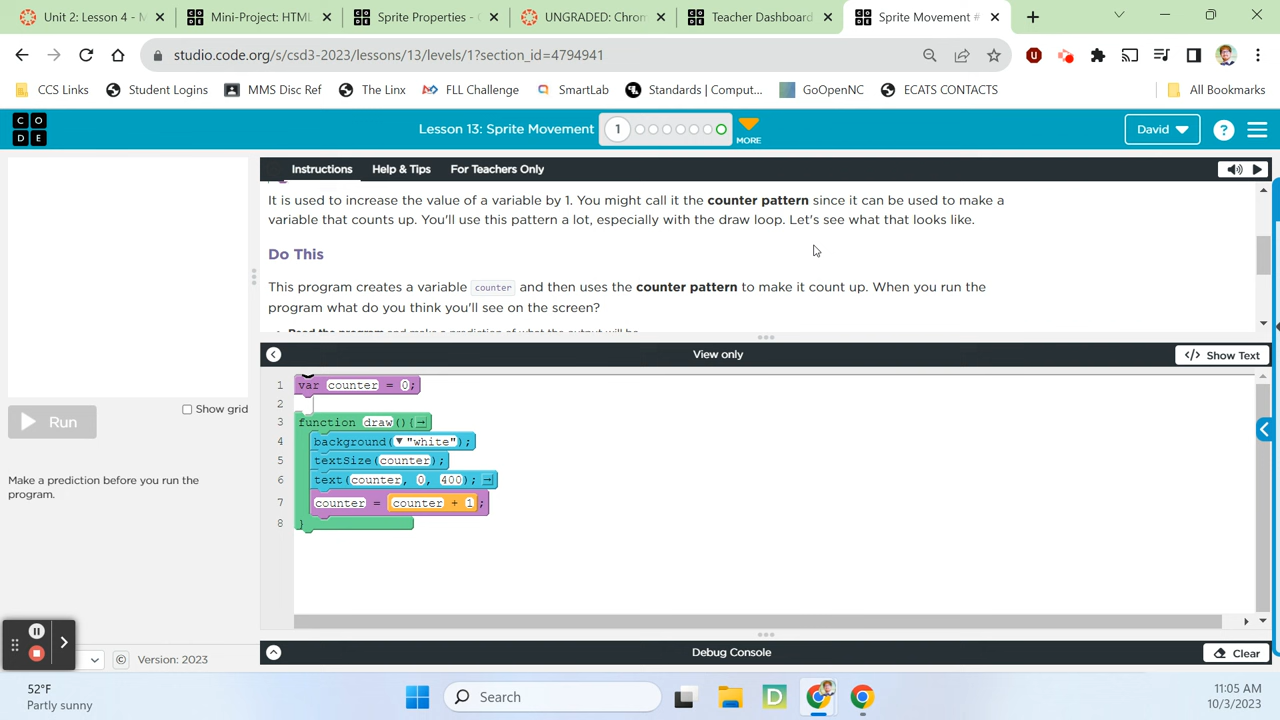 Unit 2: Lesson 4 - M
Mini-Project: HTML
Sprite Properties -
UNGRADED: Chrom
Teacher Dashboard
Sprite Movement #
studio.code.org/s/csd3-2023/lessons/13/levels/1?section_id=4794941
CCS Links
Student Logins
MMS Disc Ref
The Linx
FLL Challenge
SmartLab
Standards | Comput...
GoOpenNC
ECATS CONTACTS
All Bookmarks
CO
DE
Lesson 13: Sprite Movement
1
MORE
David
?
Instructions
Help & Tips
For Teachers Only
It is used to increase the value of a variable by 1. You might call it the counter pattern since it can be used to make a
variable that counts up. You'll use this pattern a lot, especially with the draw loop. Let's see what that looks like.
Do This
This program creates a variable counter and then uses the counter pattern to make it count up. When you run the
program what do you think you'll see on the screen?
Run
Show grid
Make a prediction before you run the
program.
View only
Show Text
1 var counter = 0;
2
3 function draw(){
4 background("white");
5 textSize(counter);
6 text(counter, 0, 400);
7 counter = counter + 1;
8 }
Debug Console
Clear
© Version: 2023
52°F
Partly sunny
Search
11:05 AM
10/3/2023